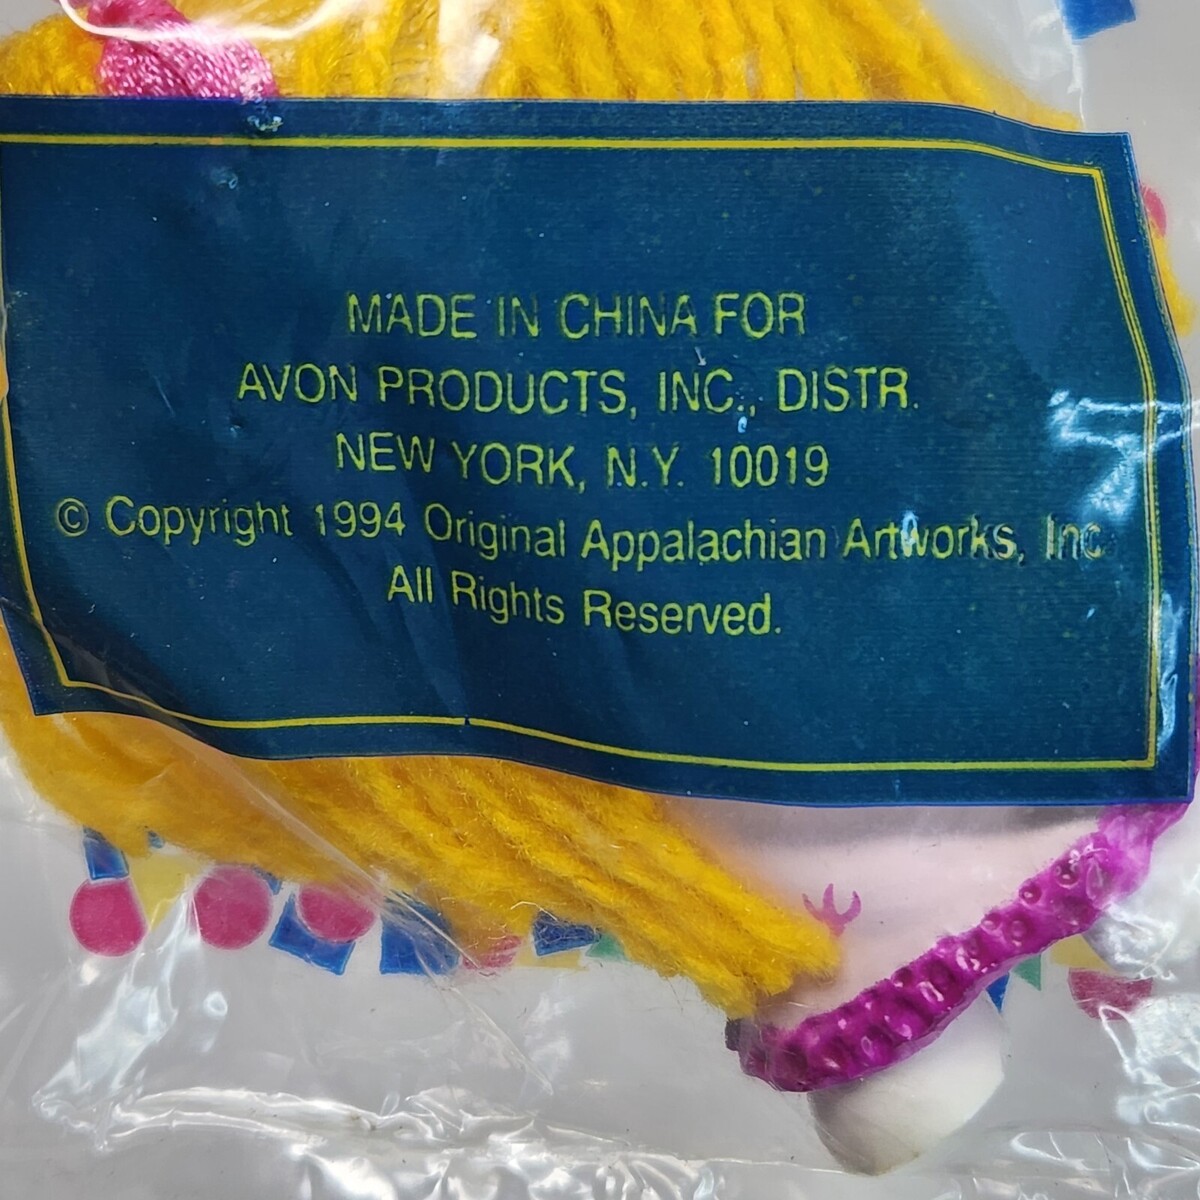 MADE IN CHINA FOR
AVON PRODUCTS, INC., DISTR.
NEW YORK, N.Y. 10019
© Copyright 1994 Original Appalachian Artworks, Inc.
All Rights Reserved.